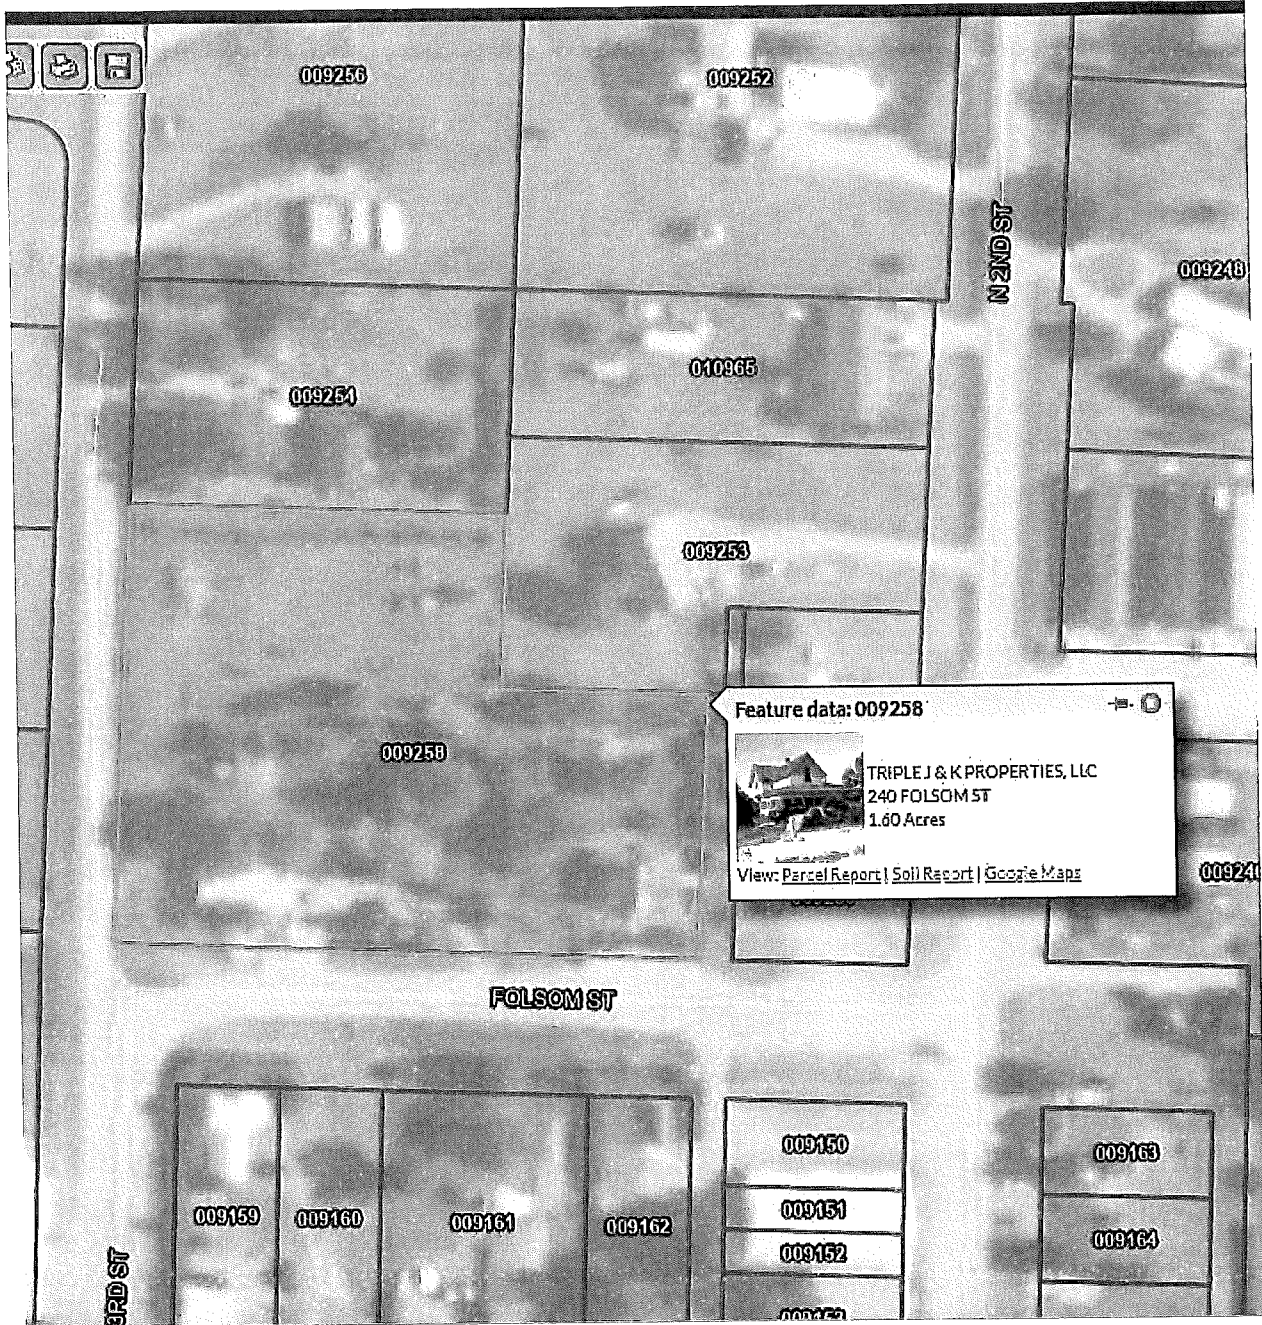 009256
009252
N 2ND ST
009248
010965
009254
009253
Feature data: 009258
009258
TRIPLE J & K PROPERTIES, LLC
240 FOLSOM ST
1.60 Acres
View: Parcel Report | Soil Report | Google Maps
FOLSOM ST
009150
009163
009151
009159
009160
009161
009162
009164
009152
3RD ST